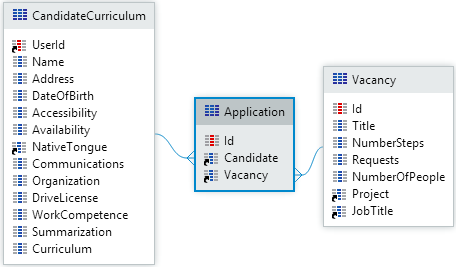 CandidateCurriculum
UserId
Name
Address
DateOfBirth
Accessibility
Availability
NativeTongue
Communications
Organization
DriveLicense
WorkCompetence
Summarization
Curriculum
Application
Id
Candidate
Vacancy
Vacancy
Id
Title
NumberSteps
Requests
NumberOfPeople
Project
JobTitle